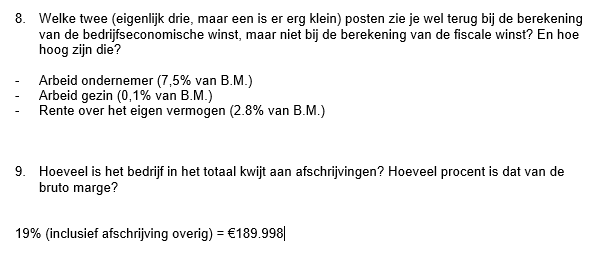 8. Welke twee (eigenlijk drie, maar een is er erg klein) posten zie je wel terug bij de berekening
van de bedrijfseconomische winst, maar niet bij de berekening van de fiscale winst? En hoe
hoog zijn die?
- Arbeid ondernemer (7,5% van B.M.)
- Arbeid gezin (0,1% van B.M.)
- Rente over het eigen vermogen (2.8% van B.M.)
9. Hoeveel is het bedrijf in het totaal kwijt aan afschrijvingen? Hoeveel procent is dat van de
bruto marge?
19% (inclusief afschrijving overig) = €189.998